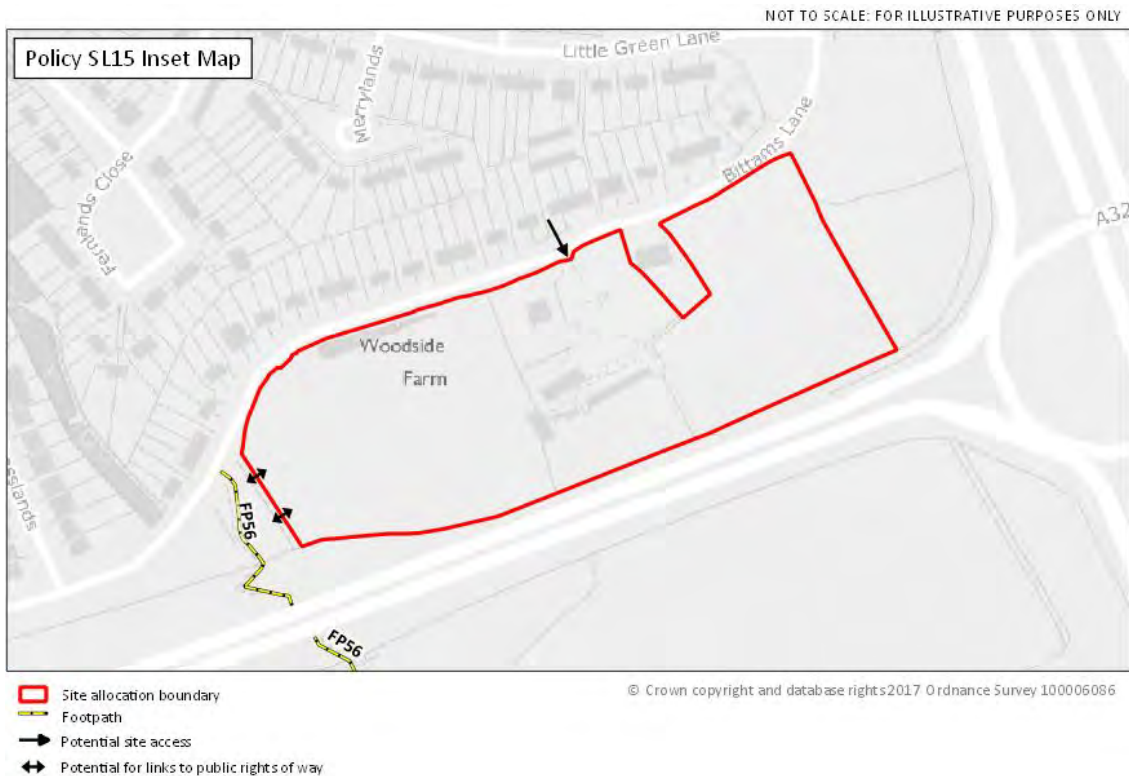 NOT TO SCALE: FOR ILLUSTRATIVE PURPOSES ONLY
Policy SL15 Inset Map
Little Green Lane
Merrylands
Bittams Lane
Fernlands Close
A32
Woodside
Farm
sslands
FP56
FP56
Site allocation boundary
© Crown copyright and database rights 2017 Ordnance Survey 100006086
Footpath
Potential site access
Potential for links to public rights of way